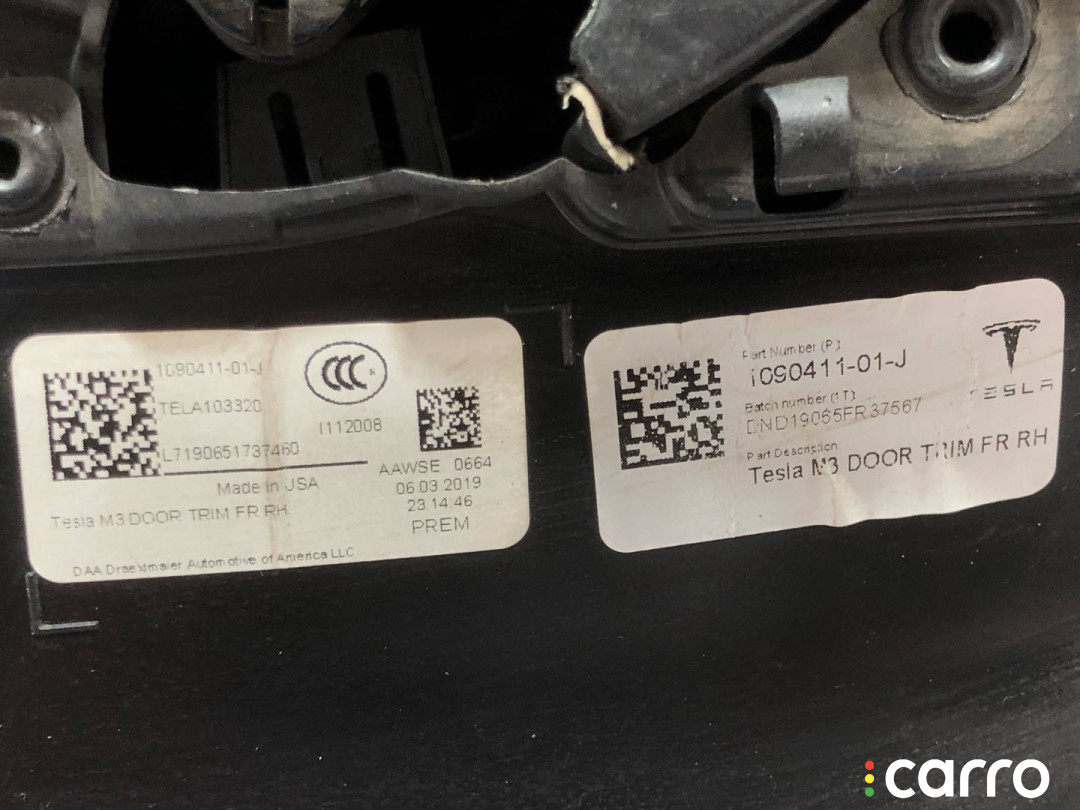 1090411-01-J
TELA103320
L7190651737460
CCC
I112008
AAWSE 0664
06.03.2019
23:14:46
PREM
Made in USA
Tesla M3 DOOR TRIM FR RH
DAA Draexlmaier Automotive of America LLC
Part Number (P)
1090411-01-J
Batch number (1T)
DND19065FR37567
Part Description
Tesla M3 DOOR TRIM FR RH
TESLA
carro